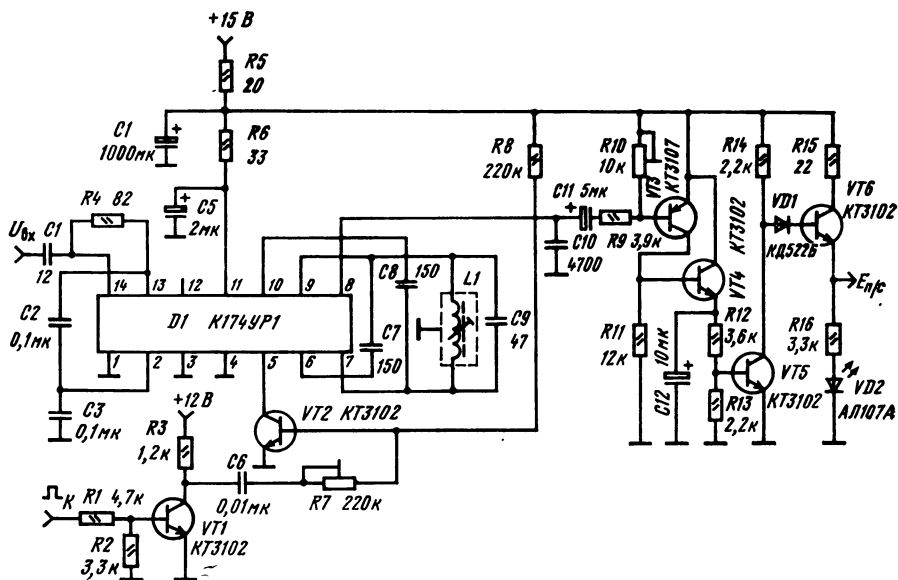 +15 В
R5
20
C1
1000мк
R6
33
R8
220к
R10
10к
VT3
КТ3107
R14
2,2к
R15
22
VT6
КТ3102
R4 82
C5
2мк
C11 5мк
КТ3102
VD1
КД522Б
Uвх C1
12
R9 3,9к
C10
4700
Eп/с
14 13 12 11 10 9 8
C8 150
L1
VT4
C2
0,1мк
D1 К174УР1
C7
150
C9
47
R11
12к
10мк
C12
R12
3,6к
VT5
КТ3102
R16
3,3к
VD2
АЛ107А
1 2 3 4 5 6 7
R13
2,2к
C3
0,1мк
+12 В
R3
1,2к
VT2 КТ3102
C6
0,01мк
R7 220к
К
R1 4,7к
VT1
КТ3102
R2
3,3к